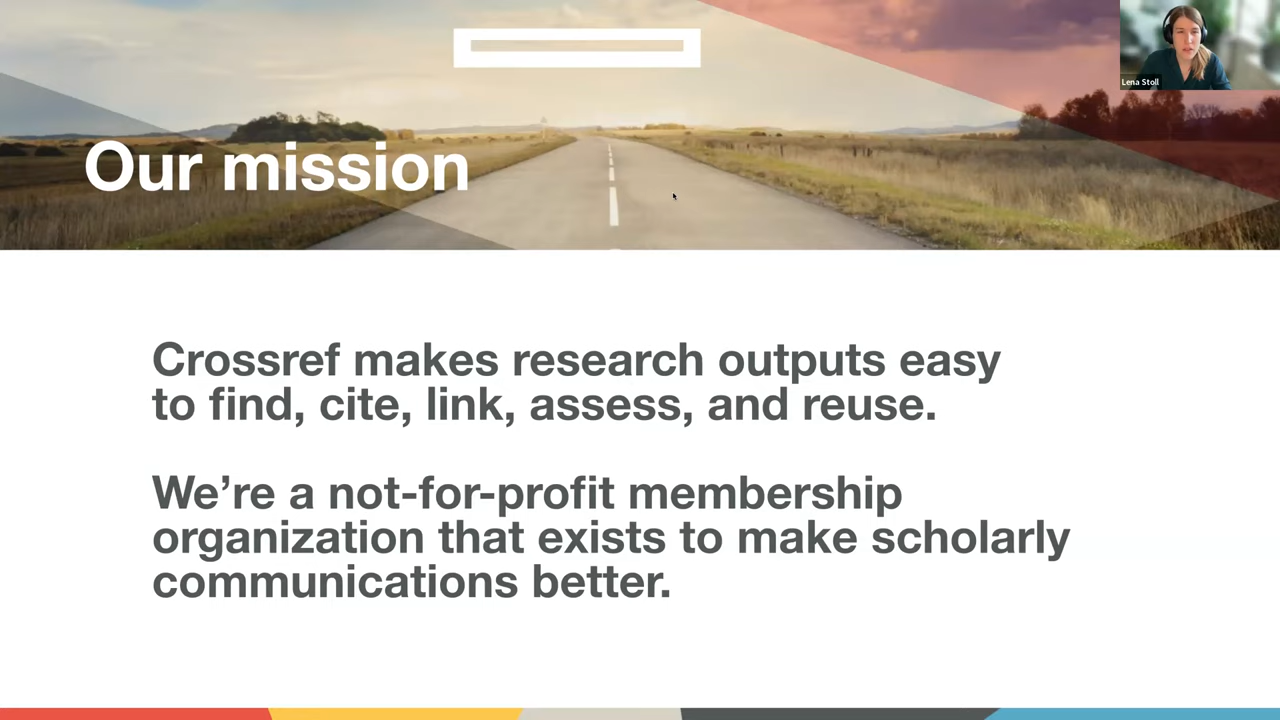 Lena Stoll
Our mission
Crossref makes research outputs easy
to find, cite, link, assess, and reuse.
We’re a not-for-profit membership
organization that exists to make scholarly
communications better.